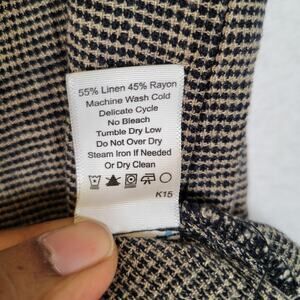 55% Linen 45% Rayon
Machine Wash Cold
Delicate Cycle
No Bleach
Tumble Dry Low
Do Not Over Dry
Steam Iron If Needed
Or Dry Clean
K15